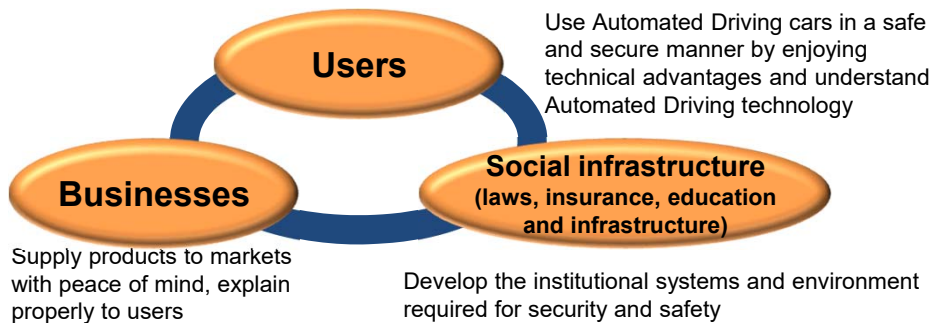 Users
Use Automated Driving cars in a safe
and secure manner by enjoying
technical advantages and understand
Automated Driving technology
Businesses
Social infrastructure
(laws, insurance, education
and infrastructure)
Supply products to markets
with peace of mind, explain
properly to users
Develop the institutional systems and environment
required for security and safety